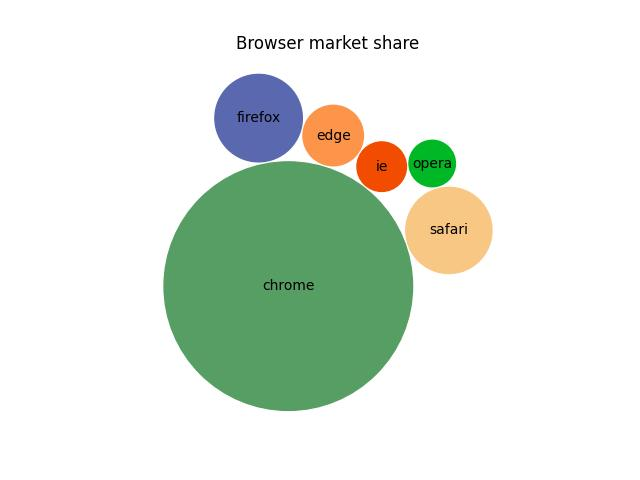 Browser market share
firefox
edge
ie
opera
safari
chrome